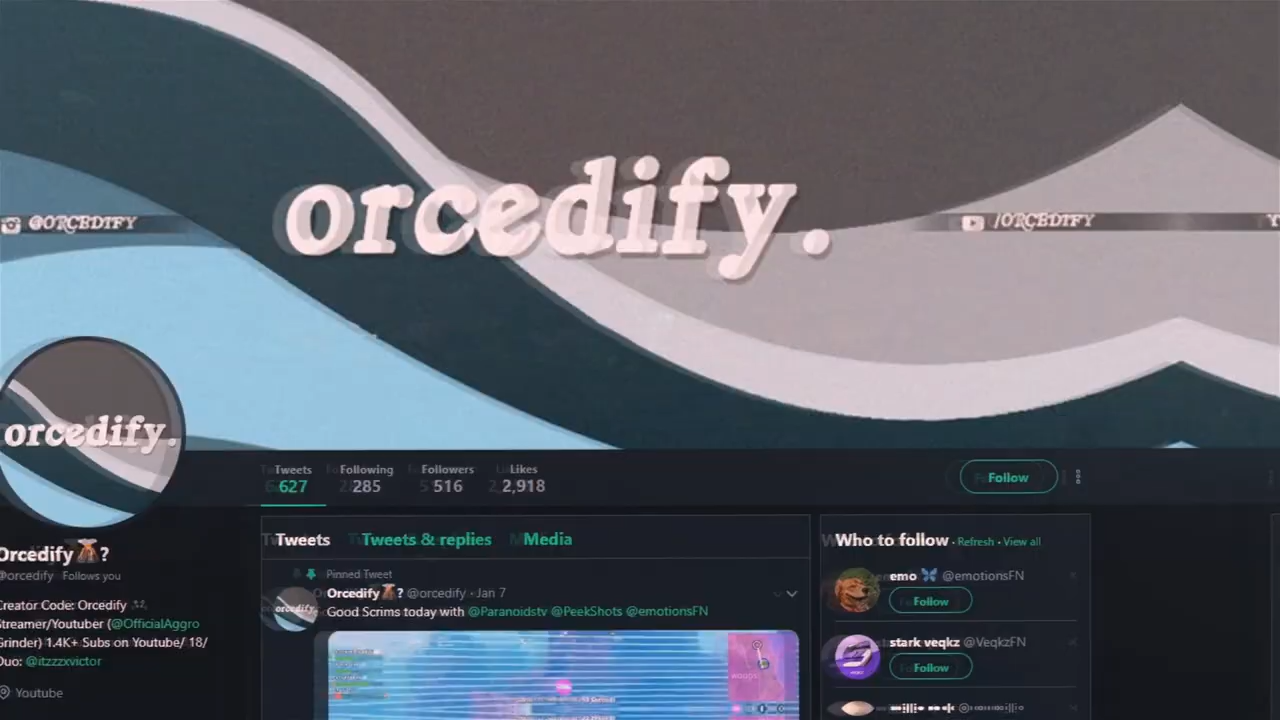 orcedify.
@ORCEDIFY
/ORCEDIFY
orcedify.
Tweets Following Followers Likes
627 285 516 2,918
Follow
Orcedify ?
@orcedify Follows you
Creator Code: Orcedify
Streamer/Youtuber (@OfficialAggro
Grinder) 1.4K+ Subs on Youtube/ 18/
Duo: @itzzzxvictor
Youtube
Tweets Tweets & replies Media
Pinned Tweet
Orcedify ? @orcedify · Jan 7
Good Scrims today with @Paranoidstv @PeekShots @emotionsFN
Who to follow · Refresh · View all
emo @emotionsFN
Follow
stark veqkz @VeqkzFN
Follow